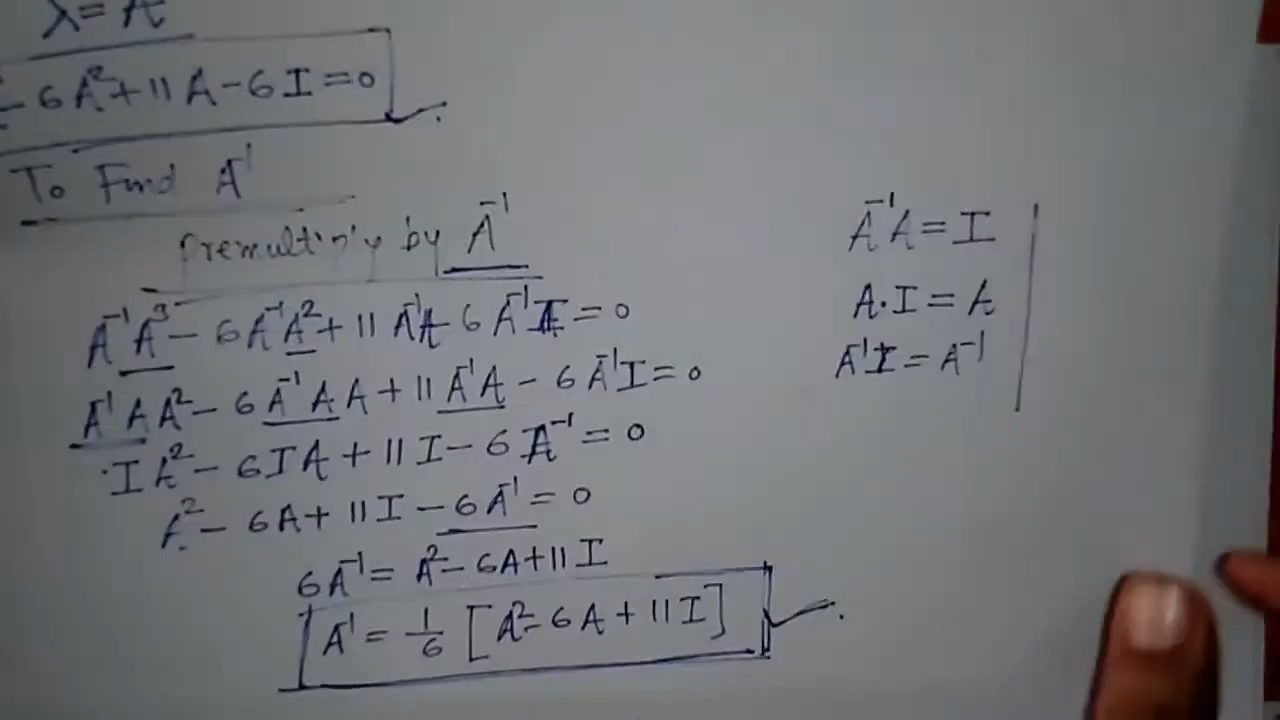 λ = A
- 6A² + 11A - 6I = 0
To Find A⁻¹
premultiply by A⁻¹
A⁻¹A³ - 6A⁻¹A² + 11A⁻¹A - 6A⁻¹I = 0
A⁻¹AA² - 6A⁻¹AA + 11A⁻¹A - 6A⁻¹I = 0
IA² - 6IA + 11I - 6A⁻¹ = 0
A² - 6A + 11I - 6A⁻¹ = 0
6A⁻¹ = A² - 6A + 11I
A⁻¹ = 1/6 [A² - 6A + 11I]
A⁻¹A = I
A·I = A
A⁻¹I = A⁻¹